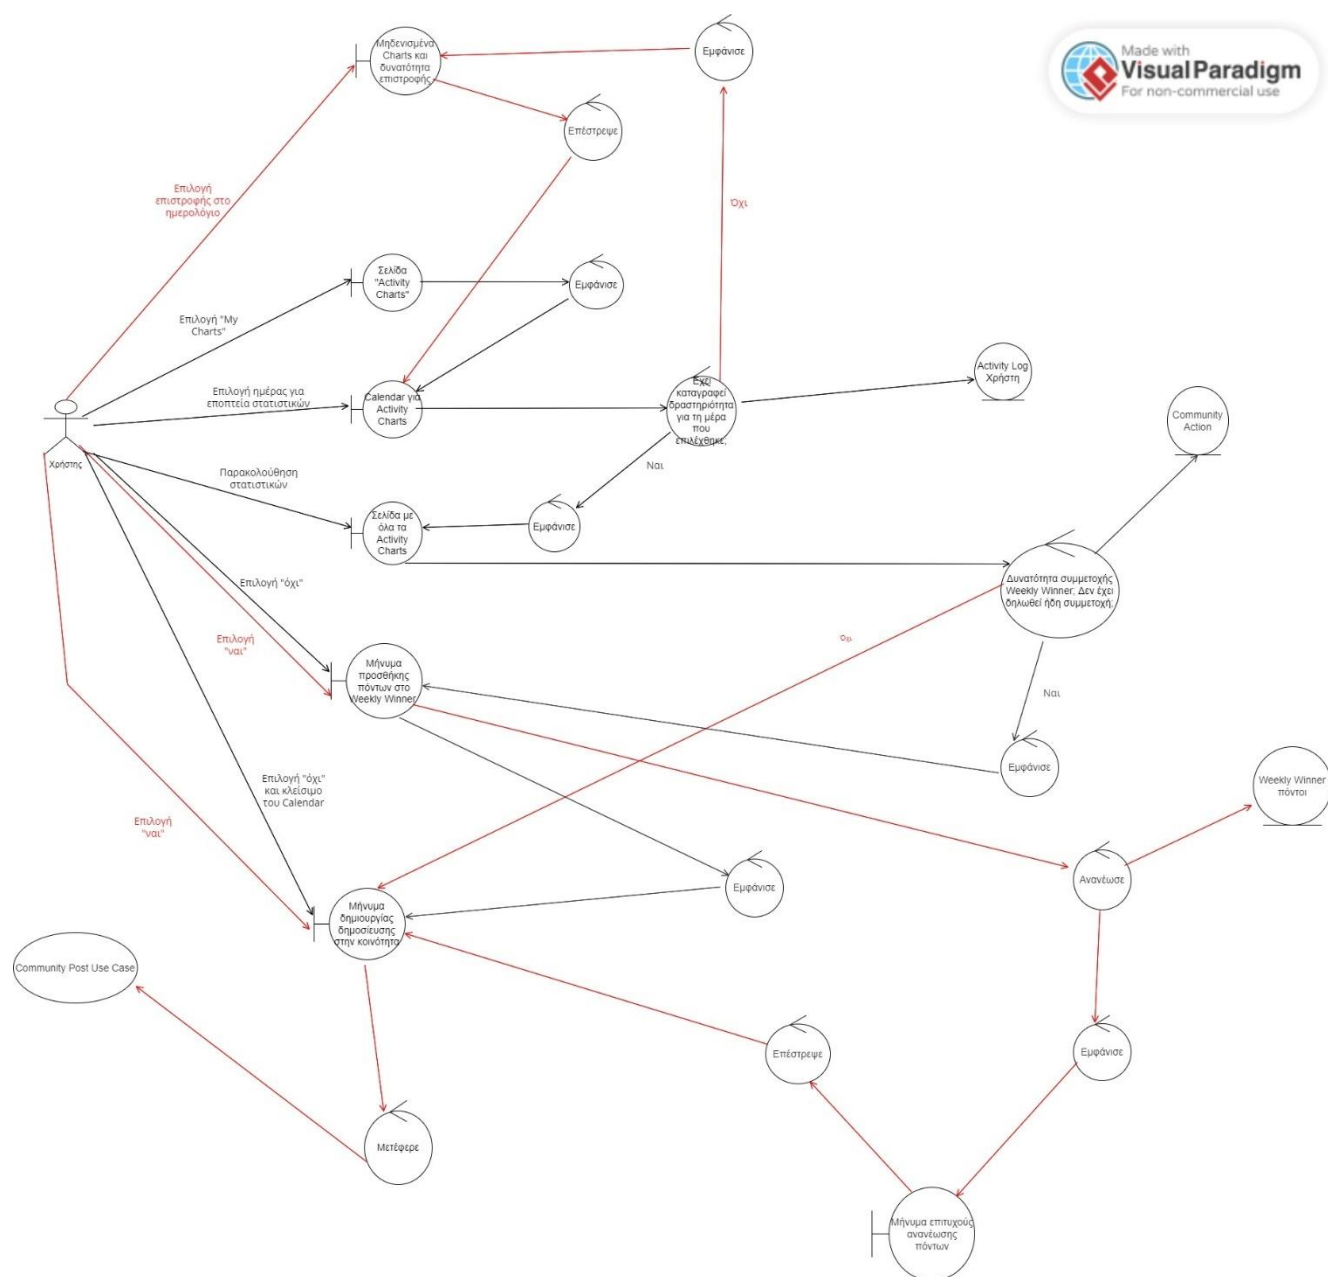 Made with
Visual Paradigm
For non-commercial use
Μηδενισμένα
Charts και
δυνατότητα
επιστροφής
Εμφάνισε
Επέστρεψε
Επιλογή
επιστροφής στο
ημερολόγιο
Όχι
Σελίδα
"Activity
Charts"
Εμφάνισε
Επιλογή "My
Charts"
Επιλογή ημέρας για
εποπτεία στατιστικών
Calendar για
Activity
Charts
Έχει
καταγραφεί
δραστηριότητα
για τη μέρα
που
επιλέχθηκε;
Activity Log
Χρήστη
Community
Action
Χρήστης
Παρακολούθηση
στατιστικών
Ναι
Σελίδα με
όλα τα
Activity
Charts
Εμφάνισε
Δυνατότητα συμμετοχής
Weekly Winner; Δεν έχει
δηλωθεί ήδη συμμετοχή;
Επιλογή "όχι"
Επιλογή
"ναι"
Όχι
Μήνυμα
προσθήκης
πόντων στο
Weekly Winner
Ναι
Εμφάνισε
Weekly Winner
πόντοι
Επιλογή "όχι"
και κλείσιμο
του Calendar
Επιλογή
"ναι"
Εμφάνισε
Ανανέωσε
Μήνυμα
δημιουργίας
δημοσίευσης
στην κοινότητα
Community Post Use Case
Επέστρεψε
Εμφάνισε
Μετέφερε
Μήνυμα επιτυχούς
ανανέωσης
πόντων